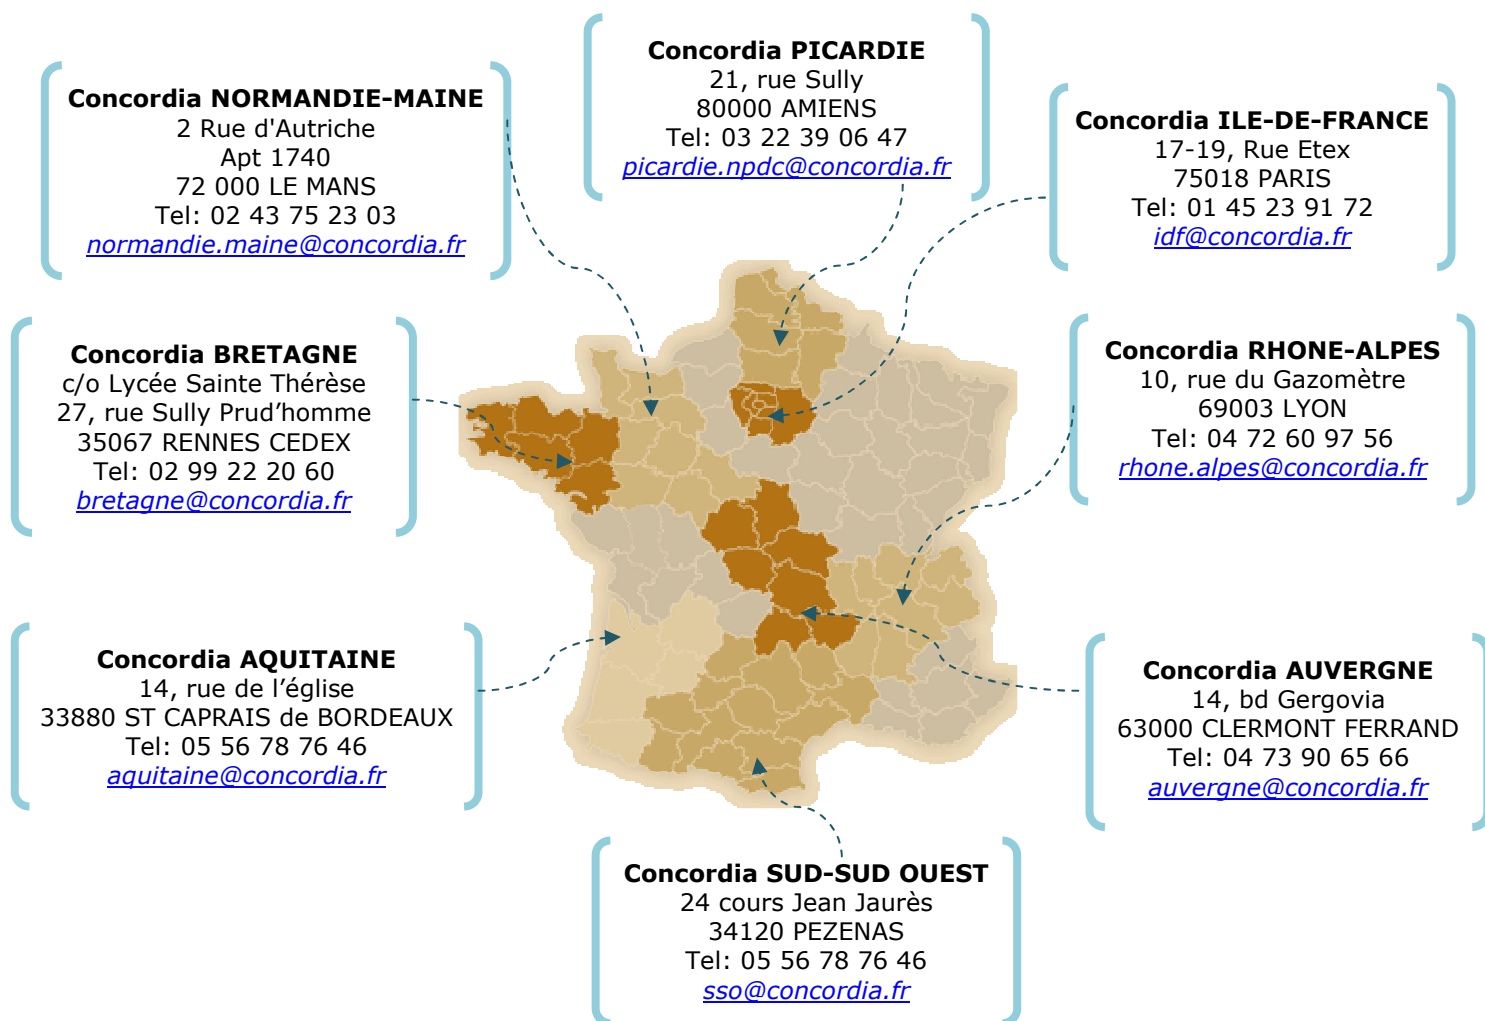 Concordia PICARDIE
21, rue Sully
80000 AMIENS
Tel: 03 22 39 06 47
picardie.npdc@concordia.fr
Concordia NORMANDIE-MAINE
2 Rue d'Autriche
Apt 1740
72 000 LE MANS
Tel: 02 43 75 23 03
normandie.maine@concordia.fr
Concordia ILE-DE-FRANCE
17-19, Rue Etex
75018 PARIS
Tel: 01 45 23 91 72
idf@concordia.fr
Concordia BRETAGNE
c/o Lycée Sainte Thérèse
27, rue Sully Prud’homme
35067 RENNES CEDEX
Tel: 02 99 22 20 60
bretagne@concordia.fr
Concordia RHONE-ALPES
10, rue du Gazomètre
69003 LYON
Tel: 04 72 60 97 56
rhone.alpes@concordia.fr
Concordia AQUITAINE
14, rue de l’église
33880 ST CAPRAIS de BORDEAUX
Tel: 05 56 78 76 46
aquitaine@concordia.fr
Concordia AUVERGNE
14, bd Gergovia
63000 CLERMONT FERRAND
Tel: 04 73 90 65 66
auvergne@concordia.fr
Concordia SUD-SUD OUEST
24 cours Jean Jaurès
34120 PEZENAS
Tel: 05 56 78 76 46
sso@concordia.fr